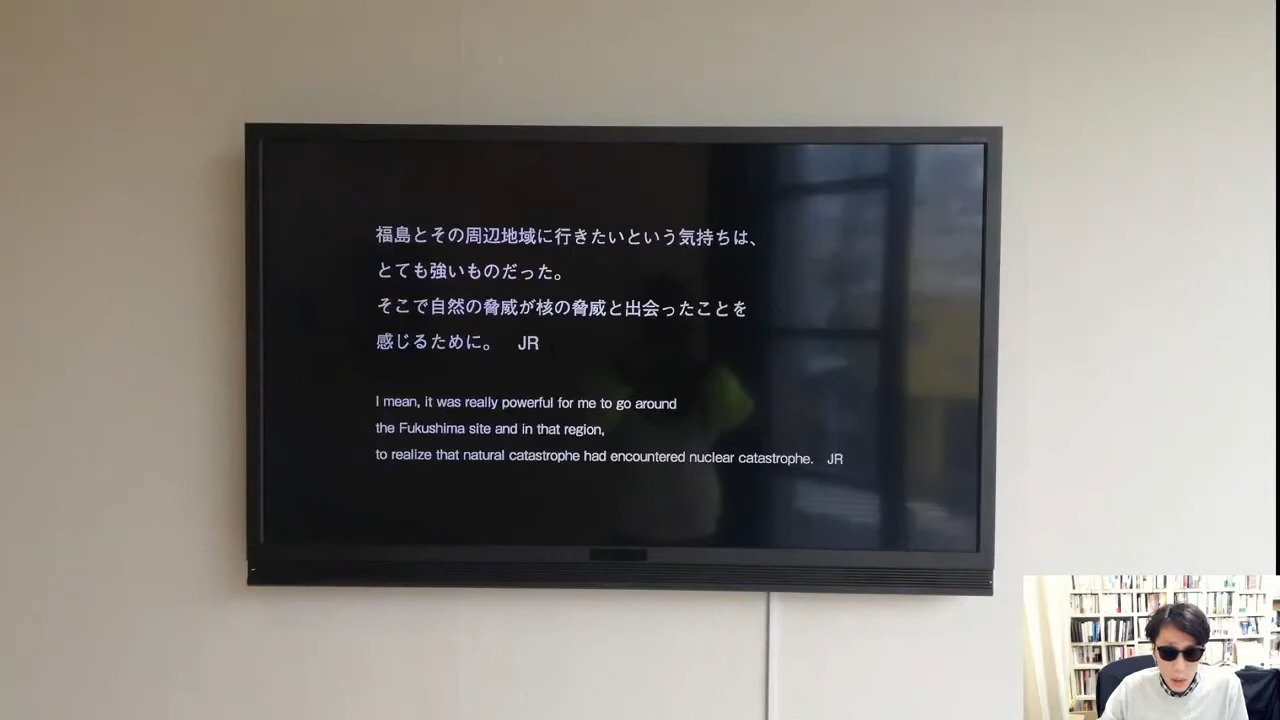 福島とその周辺地域に行きたいという気持ちは、
とても強いものだった。
そこで自然の脅威が核の脅威と出会ったことを
感じるために。　JR
I mean, it was really powerful for me to go around
the Fukushima site and in that region,
to realize that natural catastrophe had encountered nuclear catastrophe.　JR